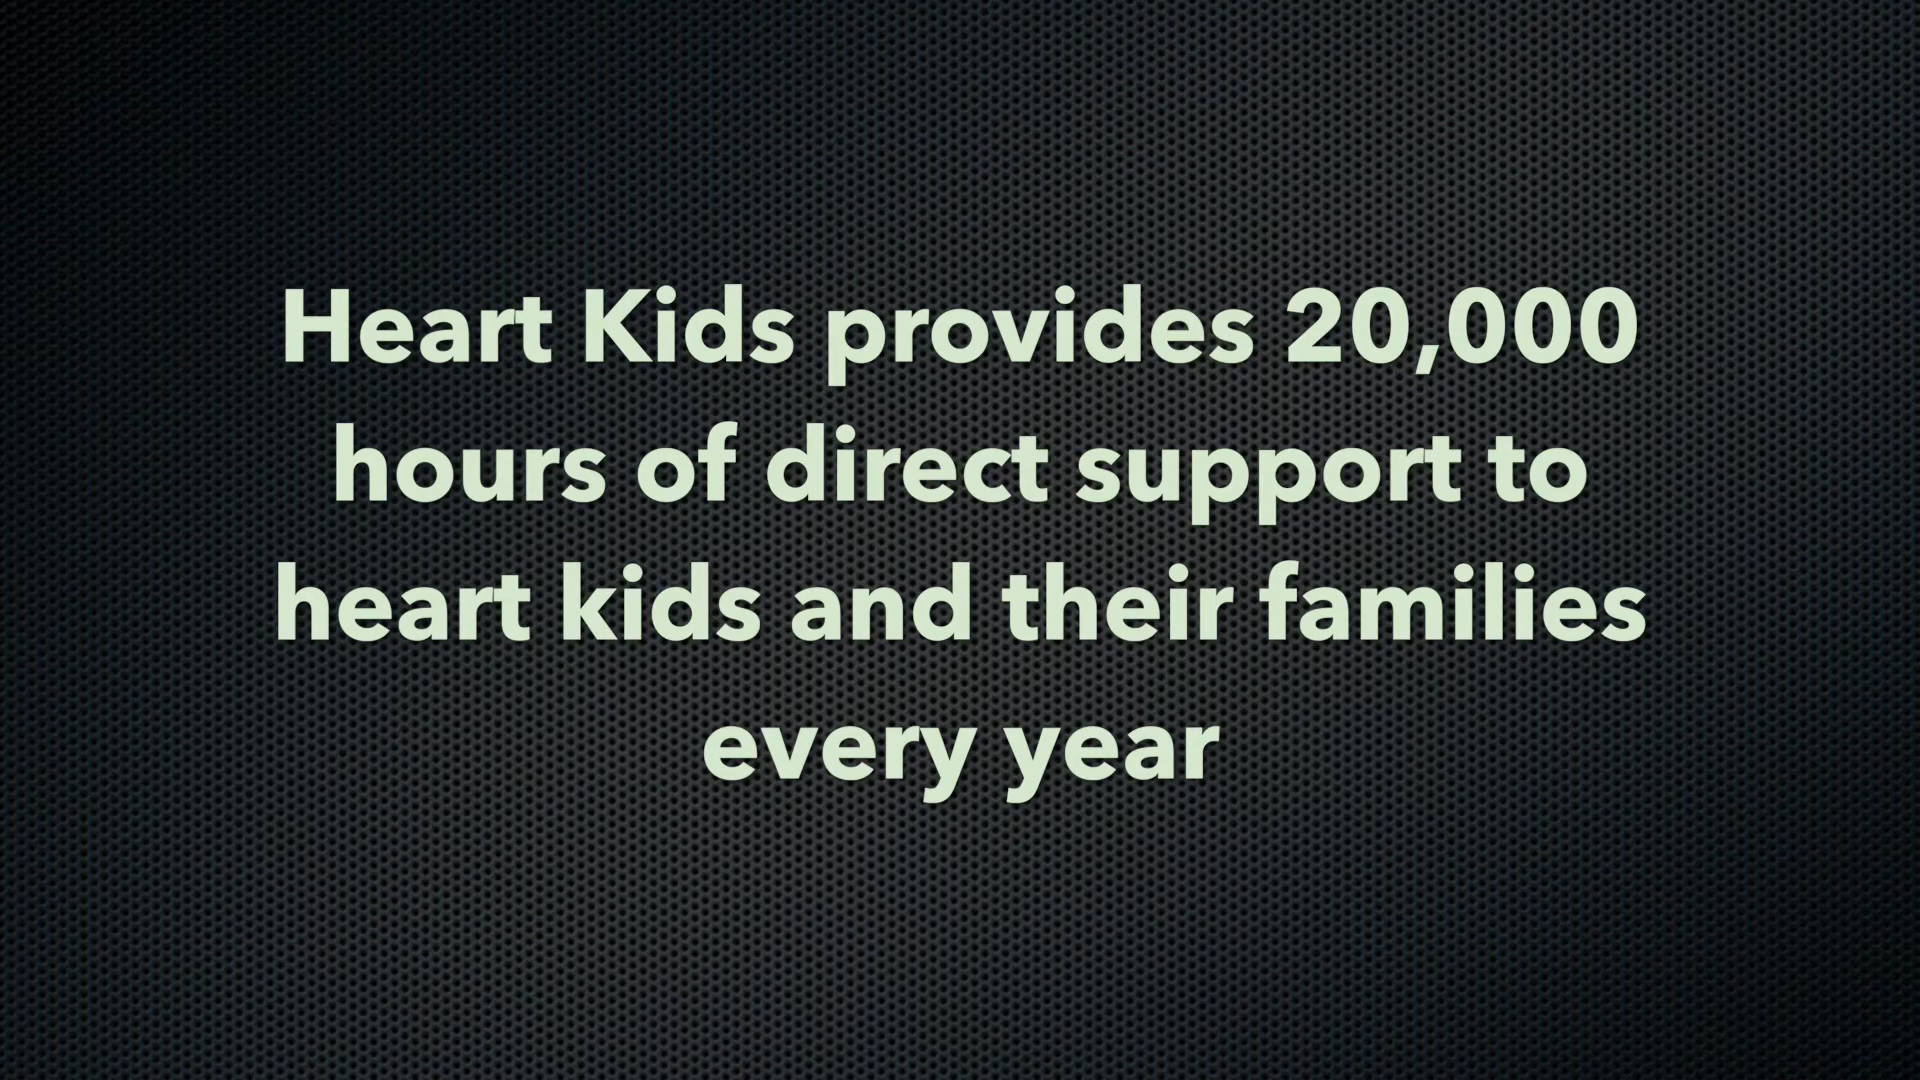 Heart Kids provides 20,000
hours of direct support to
heart kids and their families
every year